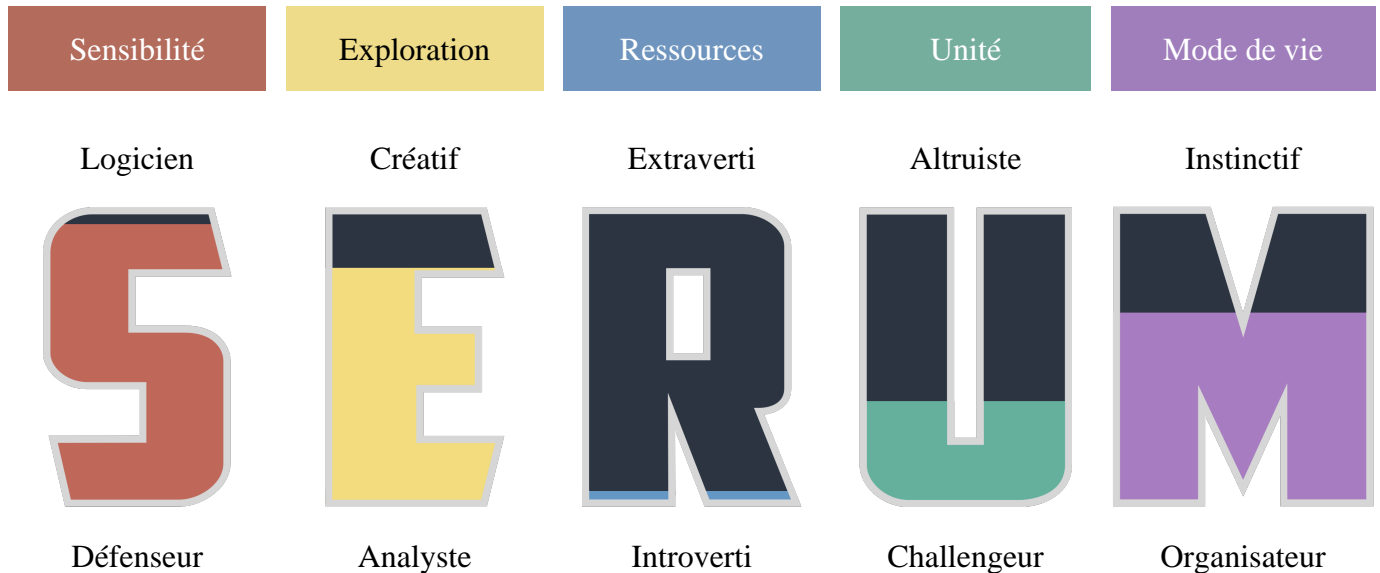 Sensibilité Exploration Ressources Unité Mode de vie
Logicien Créatif Extraverti Altruiste Instinctif
SERUM
Défenseur Analyste Introverti Challengeur Organisateur